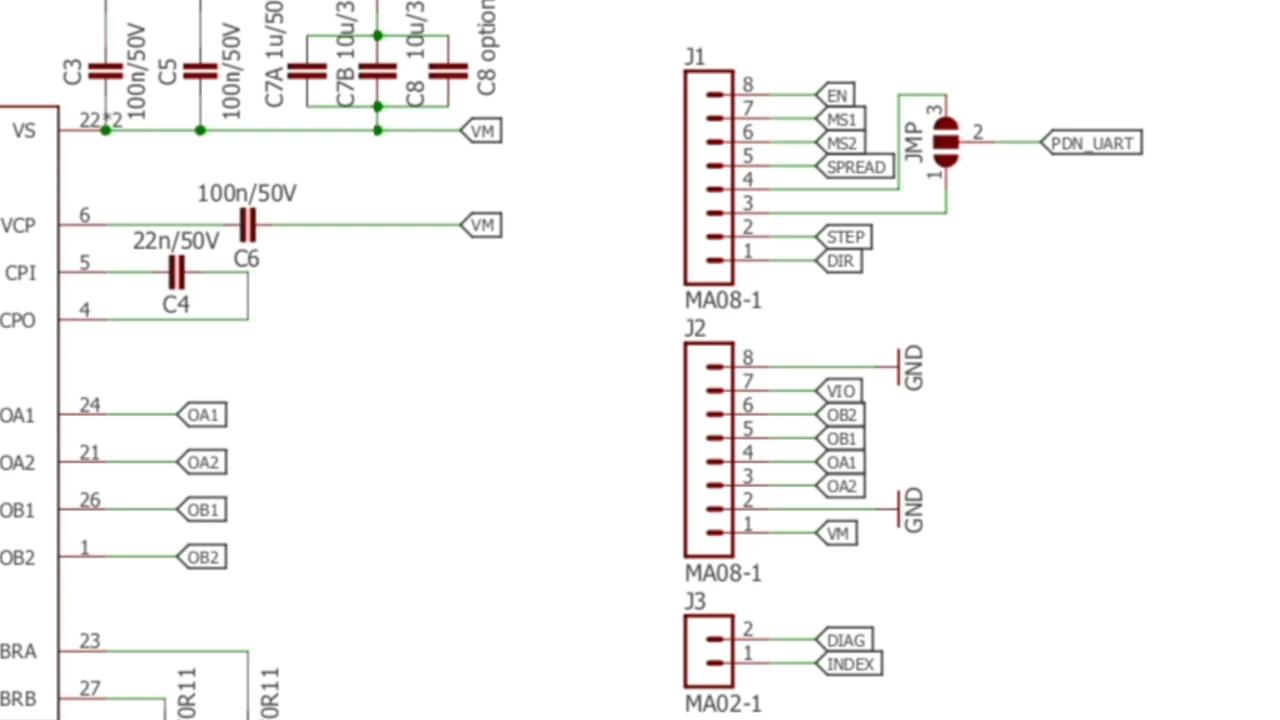 C3
100n/50V
C5
100n/50V
C7A 1u/50
C7B 10u/3
C8 10u/3
C8 option
VS
22*2
VM
100n/50V
VCP
6
VM
C6
22n/50V
CPI
5
C4
CPO
4
OA1
24
OA1
OA2
21
OA2
OB1
26
OB1
OB2
1
OB2
BRA
23
BRB
27
0R11
0R11
J1
8
EN
7
MS1
6
MS2
5
SPREAD
4
3
2
STEP
1
DIR
MA08-1
JMP
3
2
1
PDN_UART
J2
8
GND
7
VIO
6
OB2
5
OB1
4
OA1
3
OA2
2
GND
1
VM
MA08-1
J3
2
DIAG
1
INDEX
MA02-1